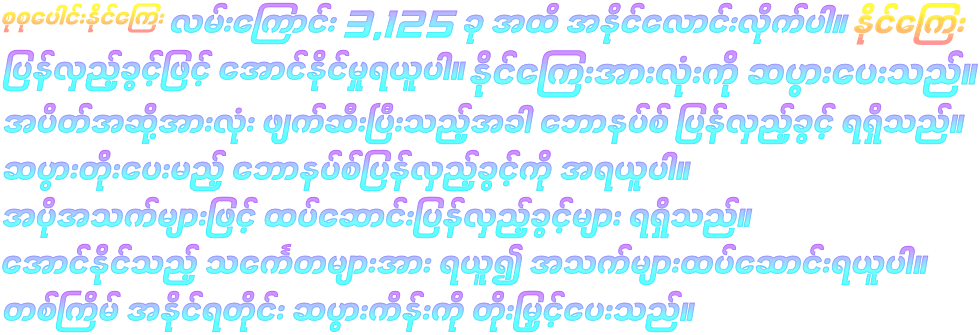 စုစုပေါင်းနိုင်ကြေး လမ်းကြောင်း 3,125 ခု အထိ အနိုင်လောင်းလိုက်ပါ။ နိုင်ကြေး
ပြန်လှည့်ခွင့်ဖြင့် အောင်နိုင်မှုရယူပါ။ နိုင်ကြေးအားလုံးကို ဆပွားပေးသည်။
အပိတ်အဆို့အားလုံး ဖျက်ဆီးပြီးသည့်အခါ ဘောနပ်စ် ပြန်လှည့်ခွင့် ရရှိသည်။
ဆပွားတိုးပေးမည့် ဘောနပ်စ်ပြန်လှည့်ခွင့်ကို အရယူပါ။
အပိုအသက်များဖြင့် ထပ်ဆောင်းပြန်လှည့်ခွင့်များ ရရှိသည်။
အောင်နိုင်သည့် သင်္ကေတများအား ရယူ၍ အသက်များထပ်ဆောင်းရယူပါ။
တစ်ကြိမ် အနိုင်ရတိုင်း ဆပွားကိန်းကို တိုးမြှင့်ပေးသည်။